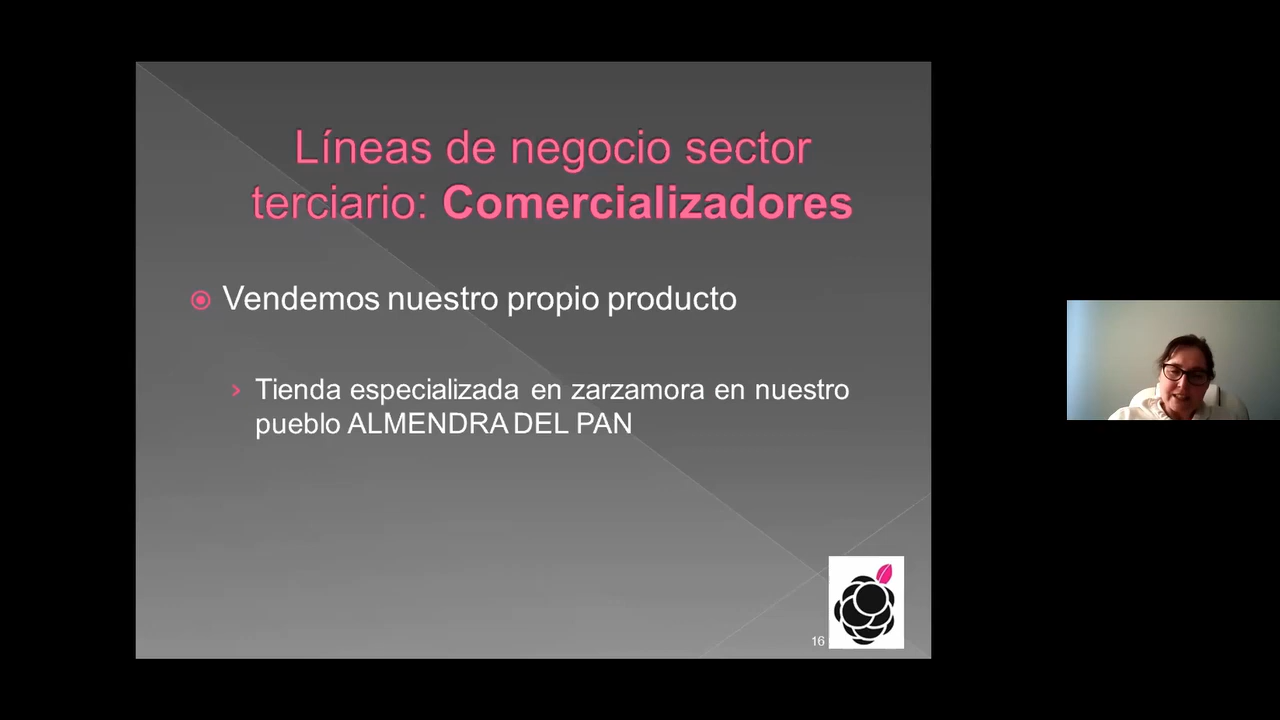 Líneas de negocio sector
terciario: Comercializadores
Vendemos nuestro propio producto
Tienda especializada en zarzamora en nuestro
pueblo ALMENDRA DEL PAN
16